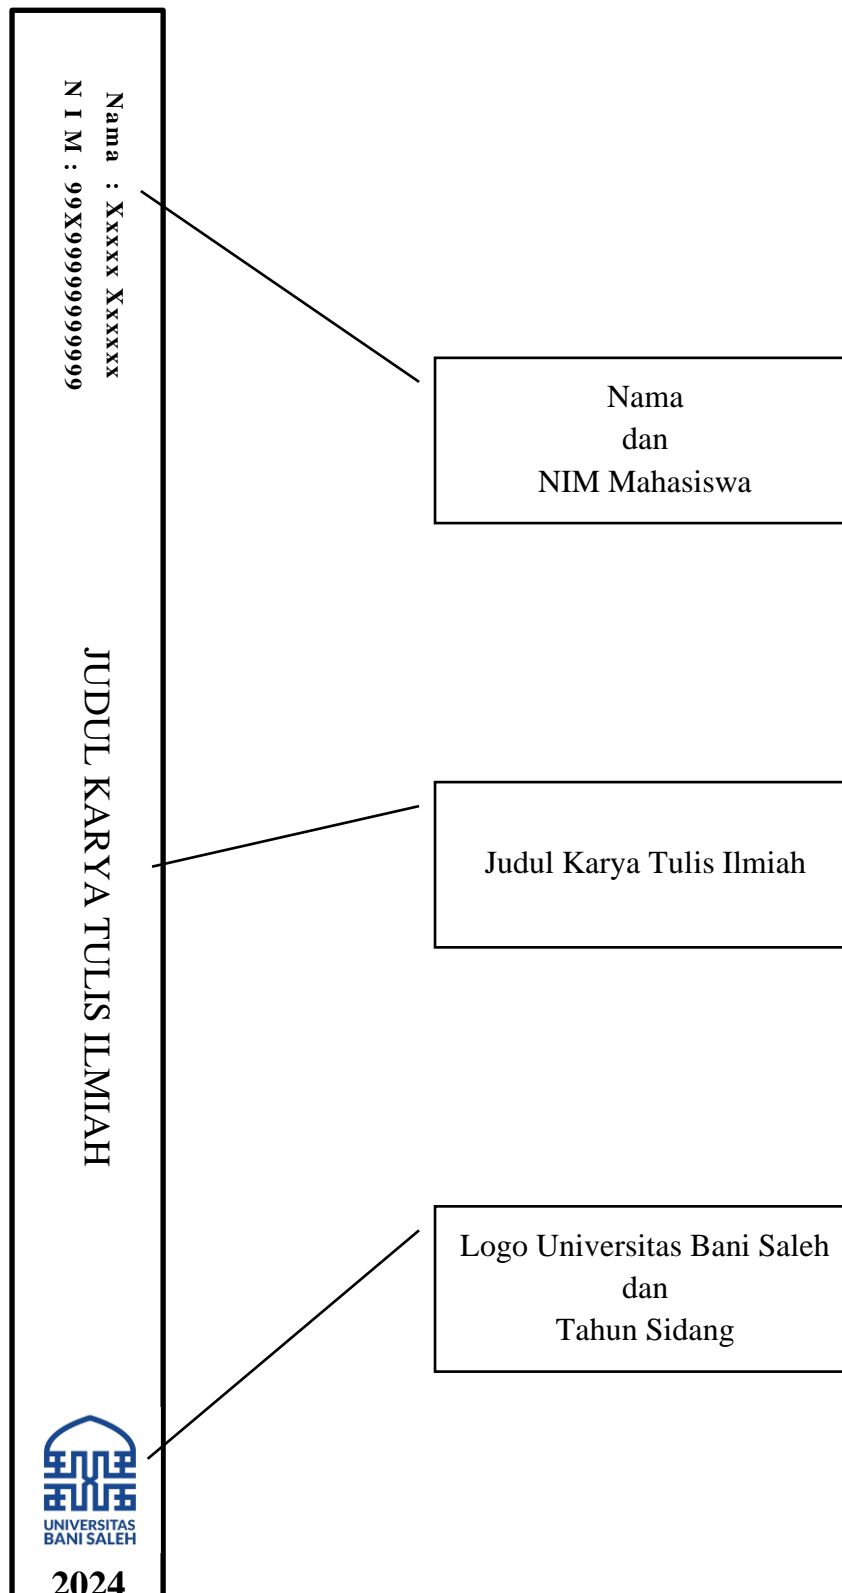 Nama : Xxxxx Xxxxxx
N I M : 99X99999999999
Nama
dan
NIM Mahasiswa
JUDUL KARYA TULIS ILMIAH
Judul Karya Tulis Ilmiah
Logo Universitas Bani Saleh
dan
Tahun Sidang
UNIVERSITAS
BANI SALEH
2024